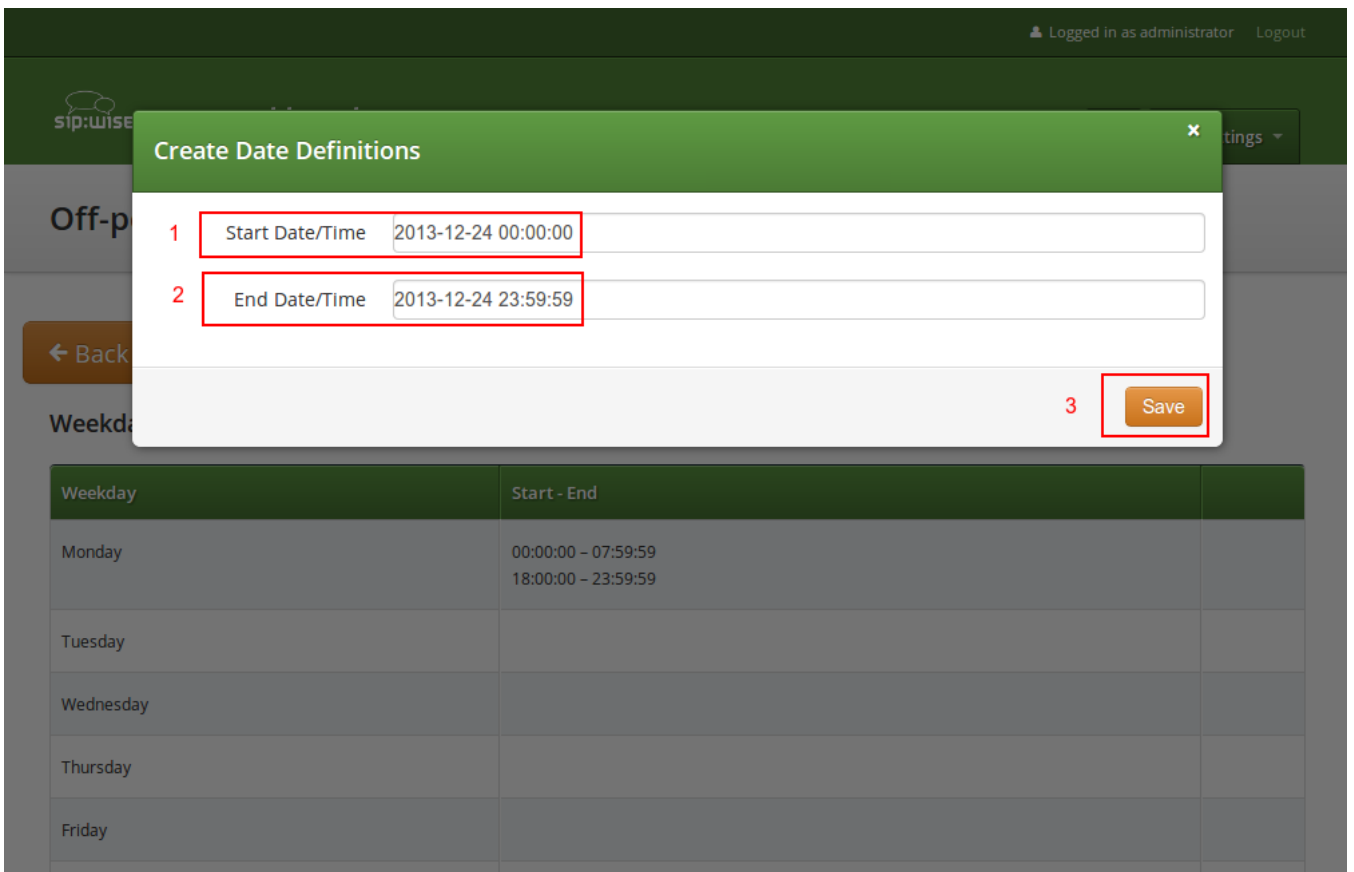 Logged in as administrator Logout
sip:wise
Create Date Definitions ×
tings
Off-p
1 Start Date/Time 2013-12-24 00:00:00
2 End Date/Time 2013-12-24 23:59:59
Back
3 Save
Weekda
Weekday Start - End
Monday 00:00:00 – 07:59:59
18:00:00 – 23:59:59
Tuesday
Wednesday
Thursday
Friday